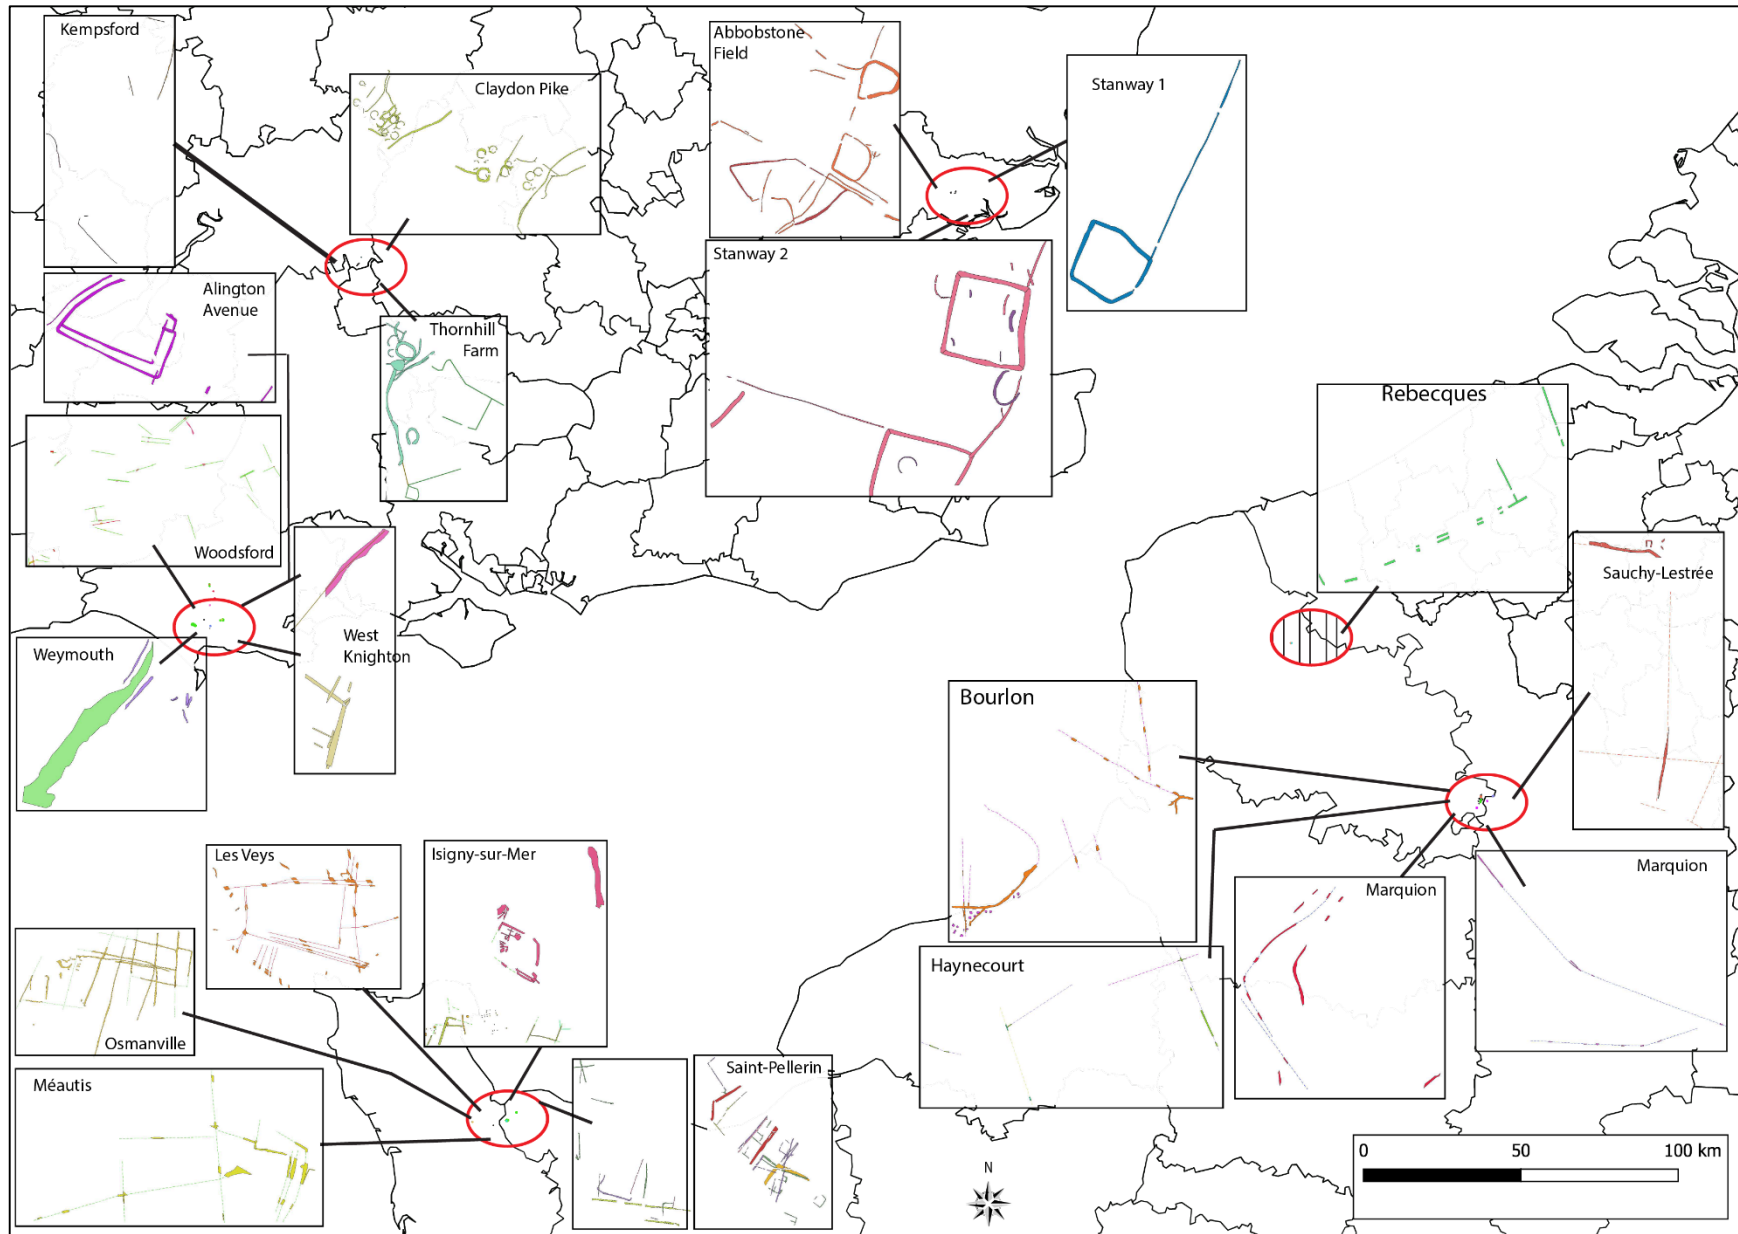 Kempsford
Claydon Pike
Abbobstone
Field
Stanway 1
Stanway 2
Alington
Avenue
Thornhill
Farm
Rebecques
Woodsford
Sauchy-Lestrée
West
Knighton
Weymouth
Bourlon
Les Veys
Isigny-sur-Mer
Marquion
Marquion
Haynecourt
Osmanville
Saint-Pellerin
Méautis
N
0 50 100 km